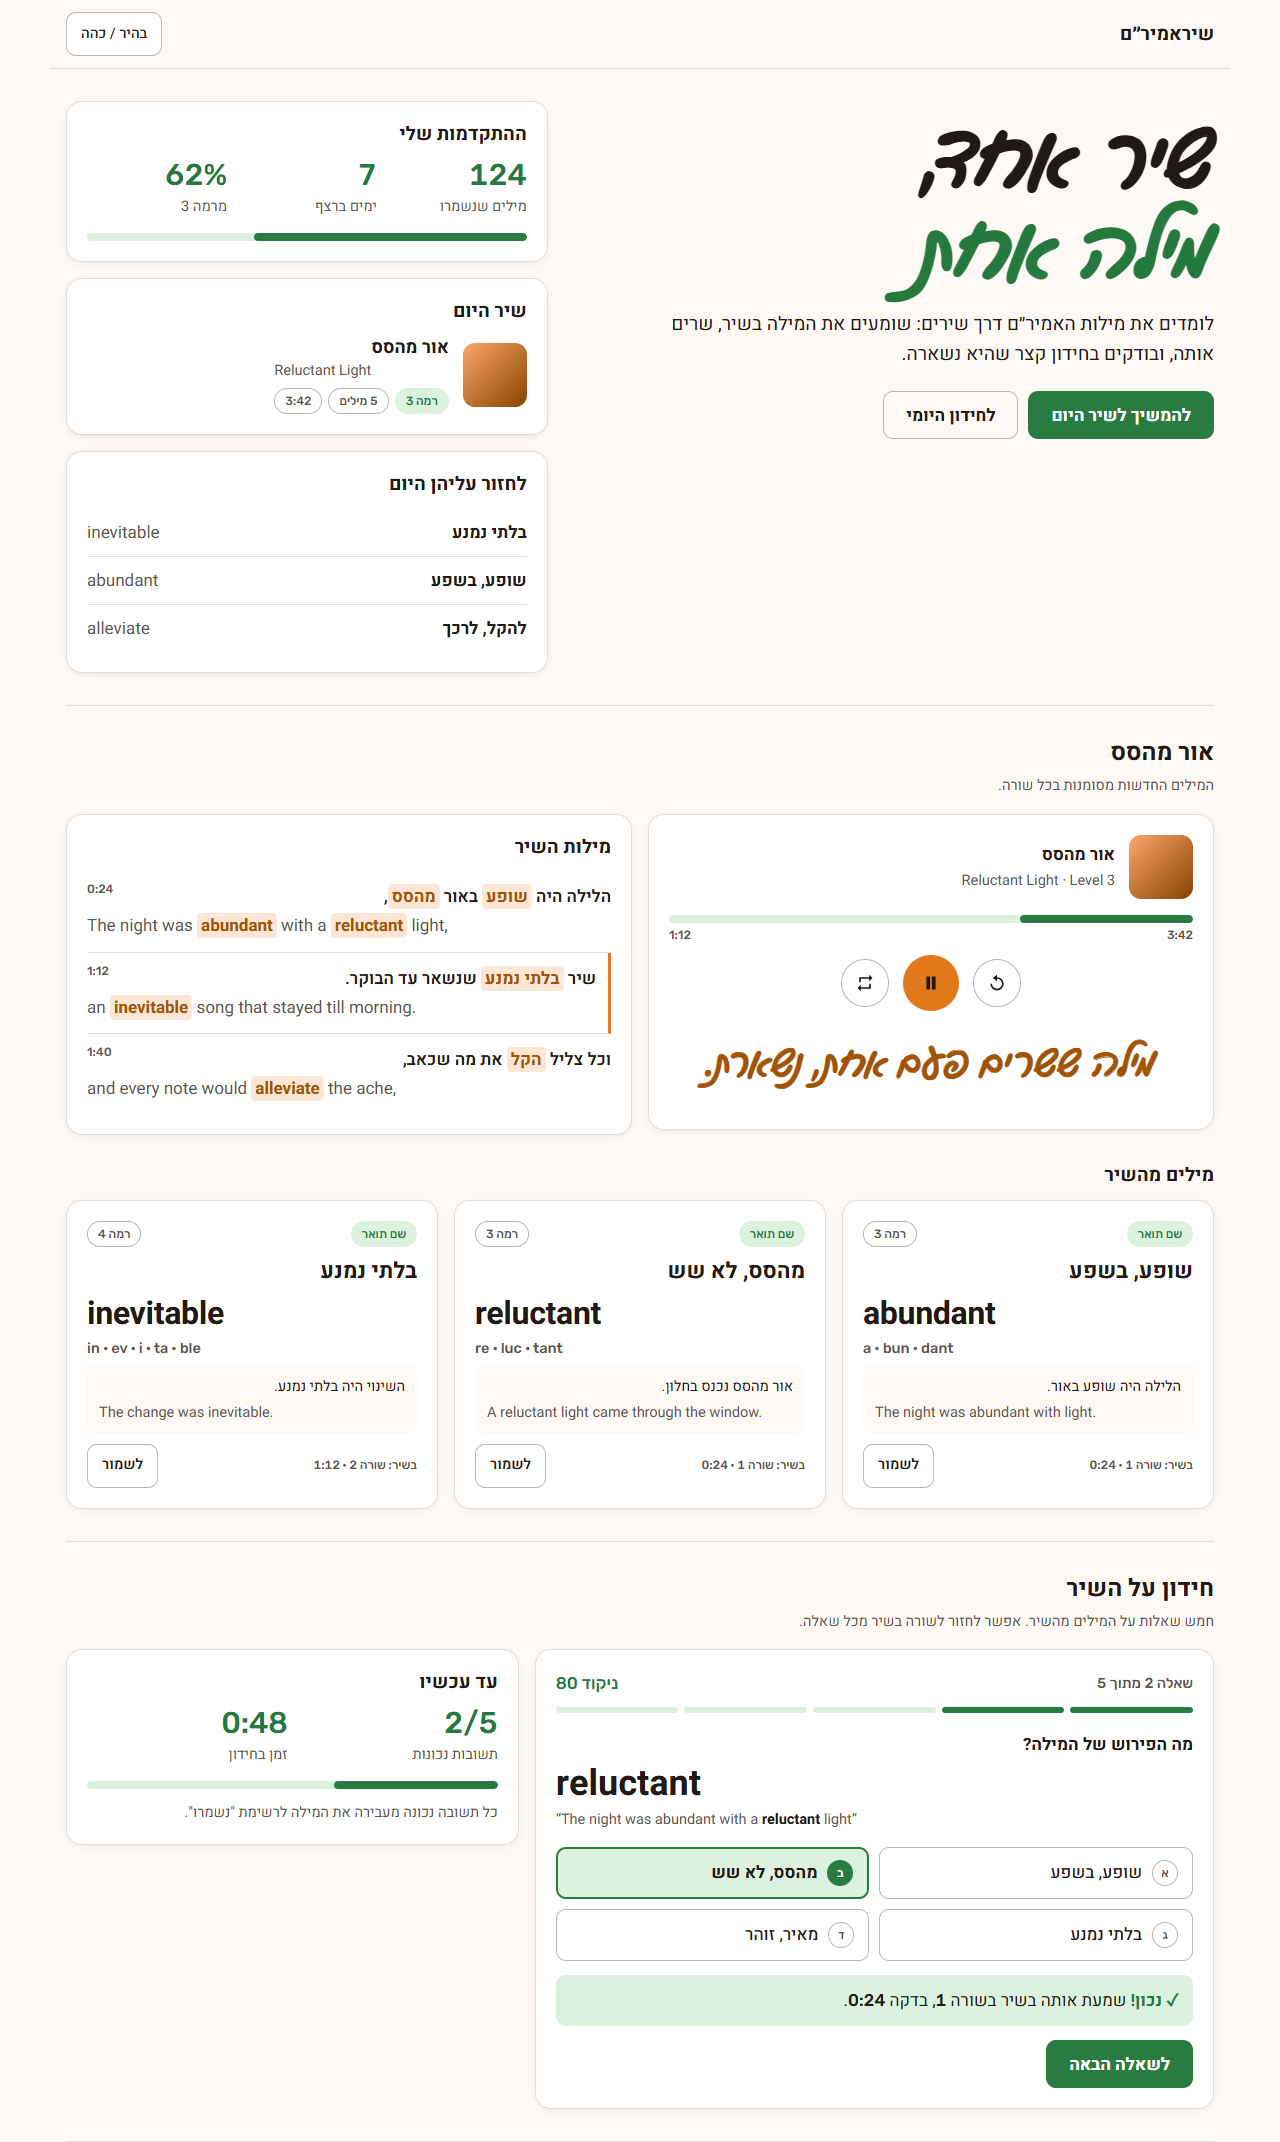 שיראמיר״ם
בהיר / כהה
שיר אחד,
מילה אחת
לומדים את מילות האמיר״ם דרך שירים: שומעים את המילה בשיר, שרים
אותה, ובודקים בחידון קצר שהיא נשארה.
להמשיך לשיר היום
לחידון היומי
ההתקדמות שלי
124
מילים שנשמרו
7
ימים ברצף
62%
מרמה 3
שיר היום
אור מהסס
Reluctant Light
רמה 3
5 מילים
3:42
לחזור עליהן היום
בלתי נמנע
inevitable
שופע, בשפע
abundant
להקל, לרכך
alleviate
אור מהסס
המילים החדשות מסומנות בכל שורה.
אור מהסס
Reluctant Light · Level 3
1:12
3:42
מילה ששרים פעם אחת, נשארת.
מילות השיר
הלילה היה שופע באור מהסס,
0:24
The night was abundant with a reluctant light,
שיר בלתי נמנע שנשאר עד הבוקר.
1:12
an inevitable song that stayed till morning.
וכל צליל הקל את מה שכאב,
1:40
and every note would alleviate the ache,
מילים מהשיר
שם תואר
רמה 3
שופע, בשפע
abundant
a • bun • dant
הלילה היה שופע באור.
The night was abundant with light.
בשיר: שורה 1 • 0:24
לשמור
שם תואר
רמה 3
מהסס, לא שש
reluctant
re • luc • tant
אור מהסס נכנס בחלון.
A reluctant light came through the window.
בשיר: שורה 1 • 0:24
לשמור
שם תואר
רמה 4
בלתי נמנע
inevitable
in • ev • i • ta • ble
השינוי היה בלתי נמנע.
The change was inevitable.
בשיר: שורה 2 • 1:12
לשמור
חידון על השיר
חמש שאלות על המילים מהשיר. אפשר לחזור לשורה בשיר מכל שאלה.
שאלה 2 מתוך 5
ניקוד 80
מה הפירוש של המילה?
reluctant
“The night was abundant with a reluctant light”
א שופע, בשפע
ב מהסס, לא שש
ג בלתי נמנע
ד מאיר, זוהר
✓ נכון! שמעת אותה בשיר בשורה 1, בדקה 0:24.
לשאלה הבאה
עד עכשיו
2/5
תשובות נכונות
0:48
זמן בחידון
כל תשובה נכונה מעבירה את המילה לרשימת "נשמרו".